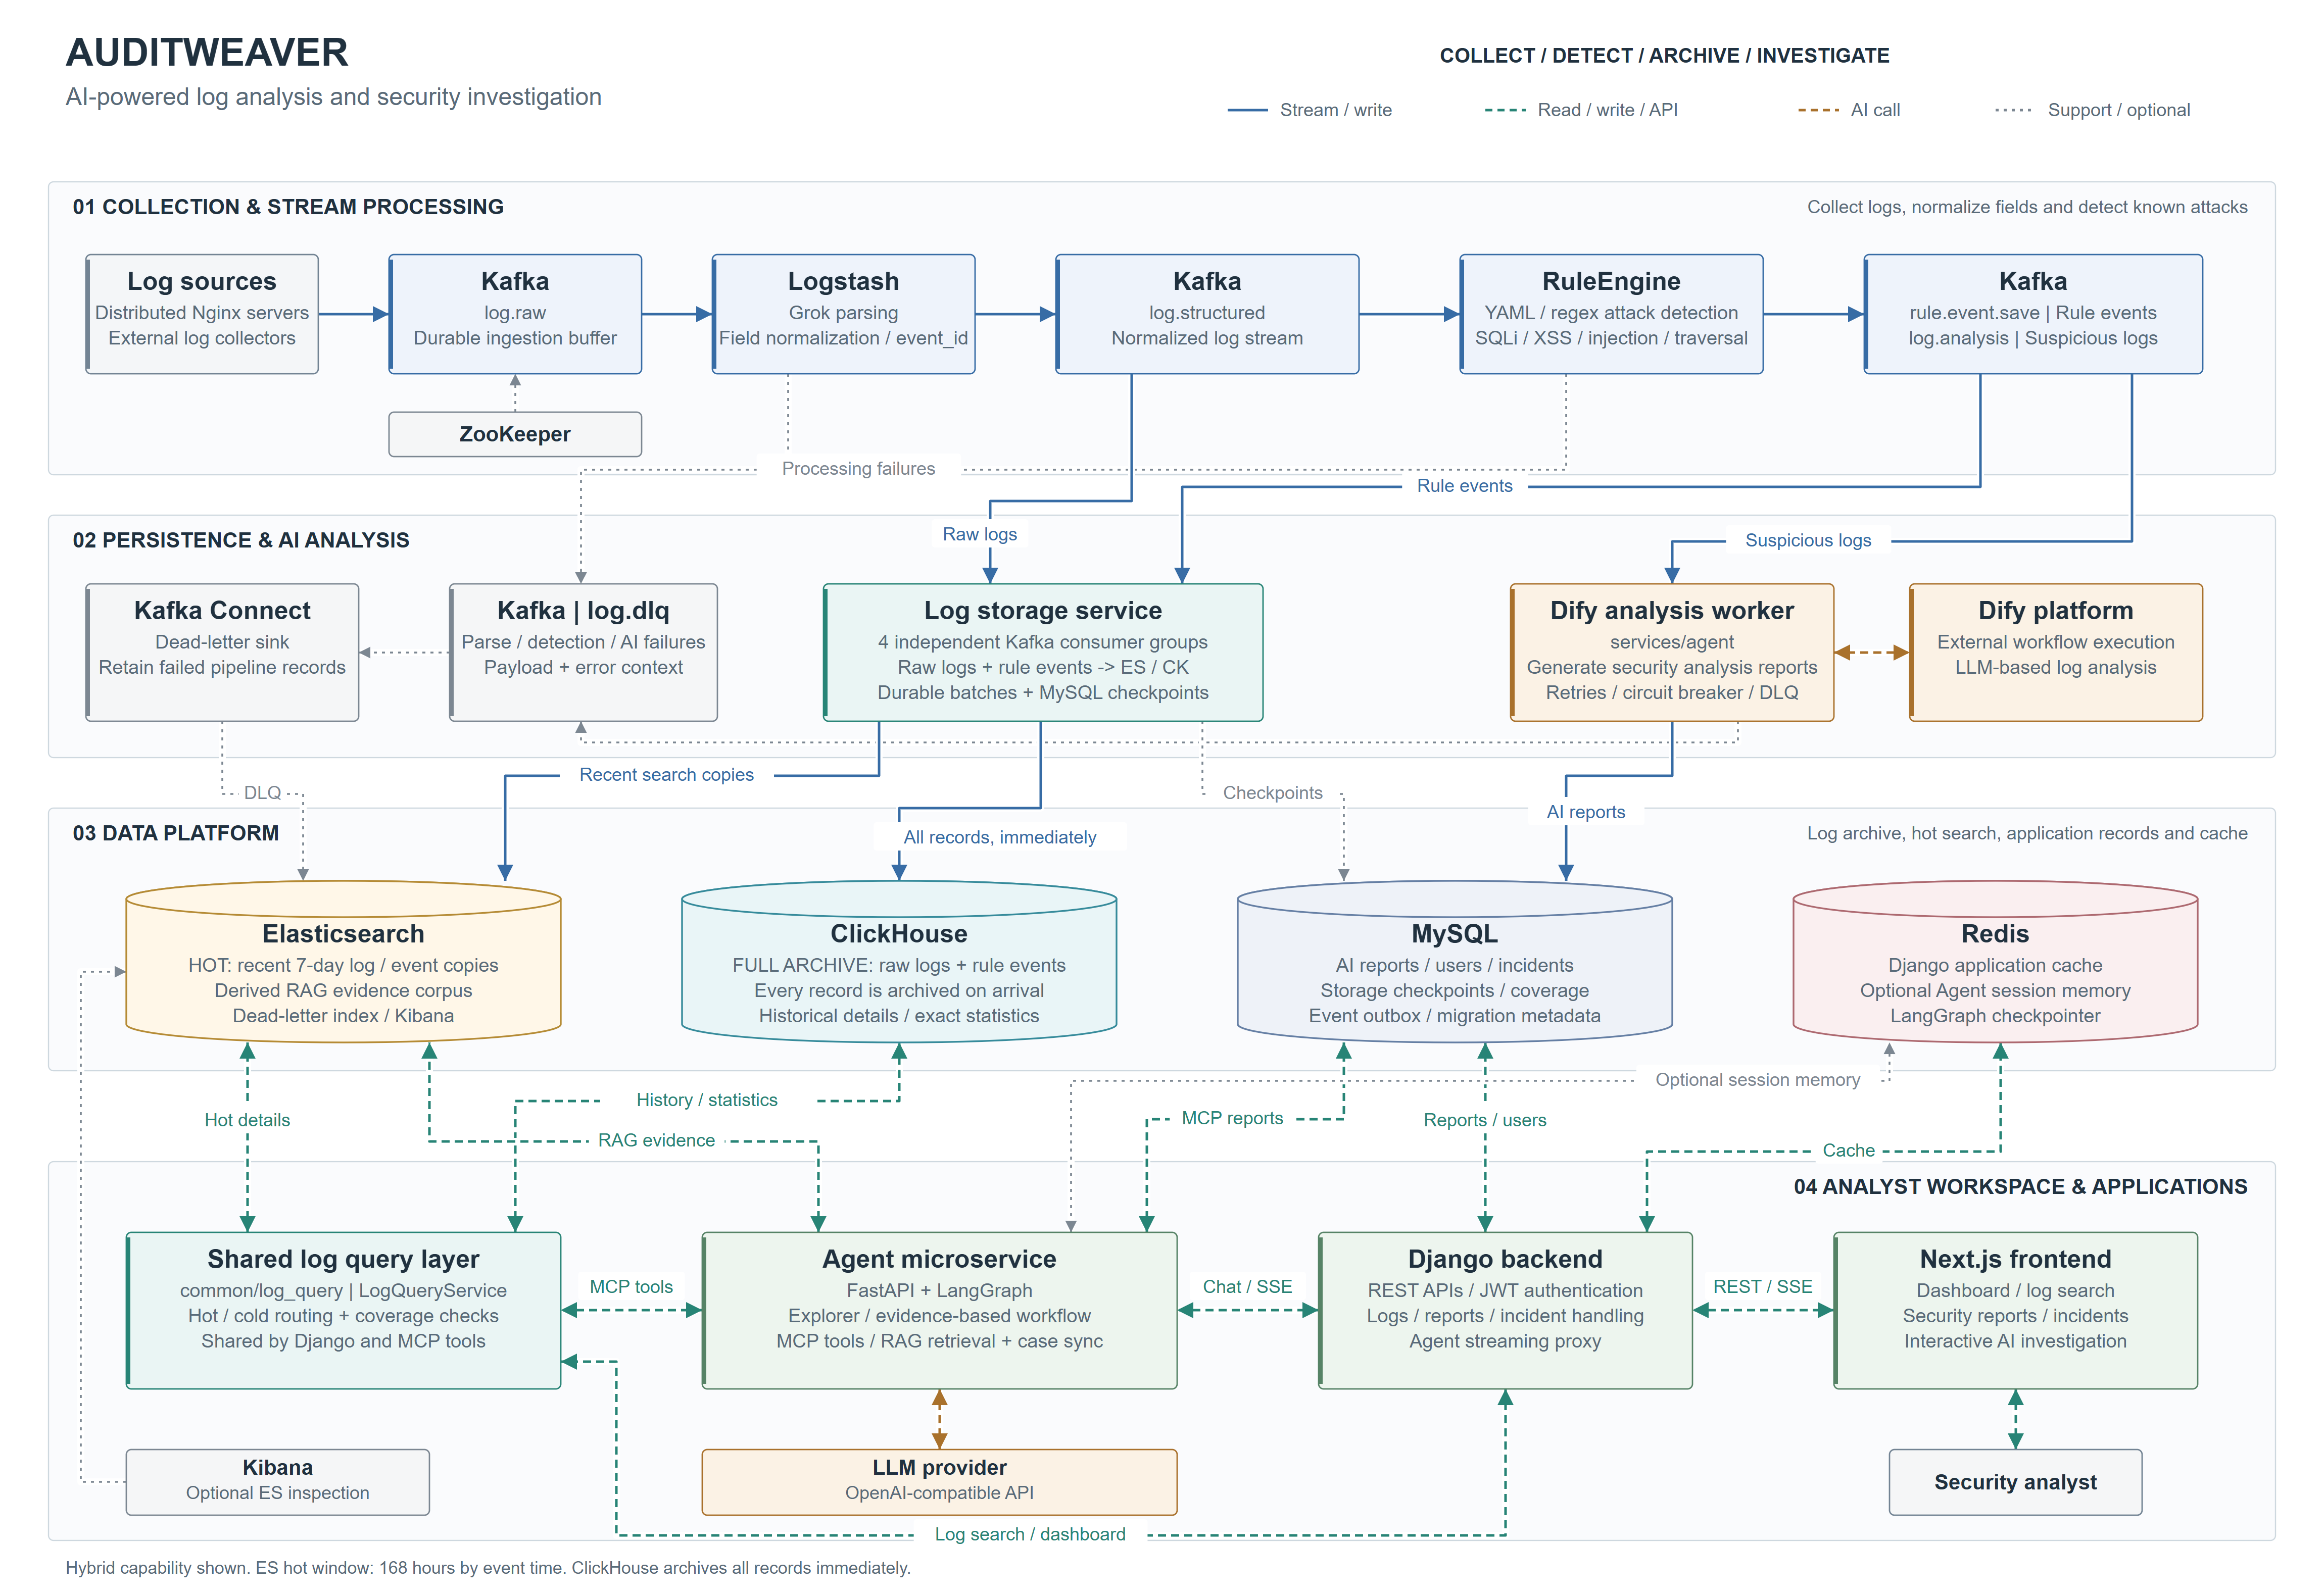 AUDITWEAVER
AI-powered log analysis and security investigation
COLLECT / DETECT / ARCHIVE / INVESTIGATE
Stream / write
Read / write / API
AI call
Support / optional
01 COLLECTION & STREAM PROCESSING
Collect logs, normalize fields and detect known attacks
Log sources
Distributed Nginx servers
External log collectors
Kafka
log.raw
Durable ingestion buffer
Logstash
Grok parsing
Field normalization / event_id
Kafka
log.structured
Normalized log stream
RuleEngine
YAML / regex attack detection
SQLi / XSS / injection / traversal
Kafka
rule.event.save | Rule events
log.analysis | Suspicious logs
ZooKeeper
Processing failures
Rule events
Raw logs
Suspicious logs
02 PERSISTENCE & AI ANALYSIS
Kafka Connect
Dead-letter sink
Retain failed pipeline records
Kafka | log.dlq
Parse / detection / AI failures
Payload + error context
Log storage service
4 independent Kafka consumer groups
Raw logs + rule events -> ES / CK
Durable batches + MySQL checkpoints
Dify analysis worker
services/agent
Generate security analysis reports
Retries / circuit breaker / DLQ
Dify platform
External workflow execution
LLM-based log analysis
Recent search copies
DLQ
Checkpoints
AI reports
All records, immediately
03 DATA PLATFORM
Log archive, hot search, application records and cache
Elasticsearch
HOT: recent 7-day log / event copies
Derived RAG evidence corpus
Dead-letter index / Kibana
ClickHouse
FULL ARCHIVE: raw logs + rule events
Every record is archived on arrival
Historical details / exact statistics
MySQL
AI reports / users / incidents
Storage checkpoints / coverage
Event outbox / migration metadata
Redis
Django application cache
Optional Agent session memory
LangGraph checkpointer
Optional session memory
Hot details
History / statistics
RAG evidence
MCP reports
Reports / users
Cache
04 ANALYST WORKSPACE & APPLICATIONS
Shared log query layer
common/log_query | LogQueryService
Hot / cold routing + coverage checks
Shared by Django and MCP tools
MCP tools
Agent microservice
FastAPI + LangGraph
Explorer / evidence-based workflow
MCP tools / RAG retrieval + case sync
Chat / SSE
Django backend
REST APIs / JWT authentication
Logs / reports / incident handling
Agent streaming proxy
REST / SSE
Next.js frontend
Dashboard / log search
Security reports / incidents
Interactive AI investigation
Kibana
Optional ES inspection
LLM provider
OpenAI-compatible API
Security analyst
Log search / dashboard
Hybrid capability shown. ES hot window: 168 hours by event time. ClickHouse archives all records immediately.